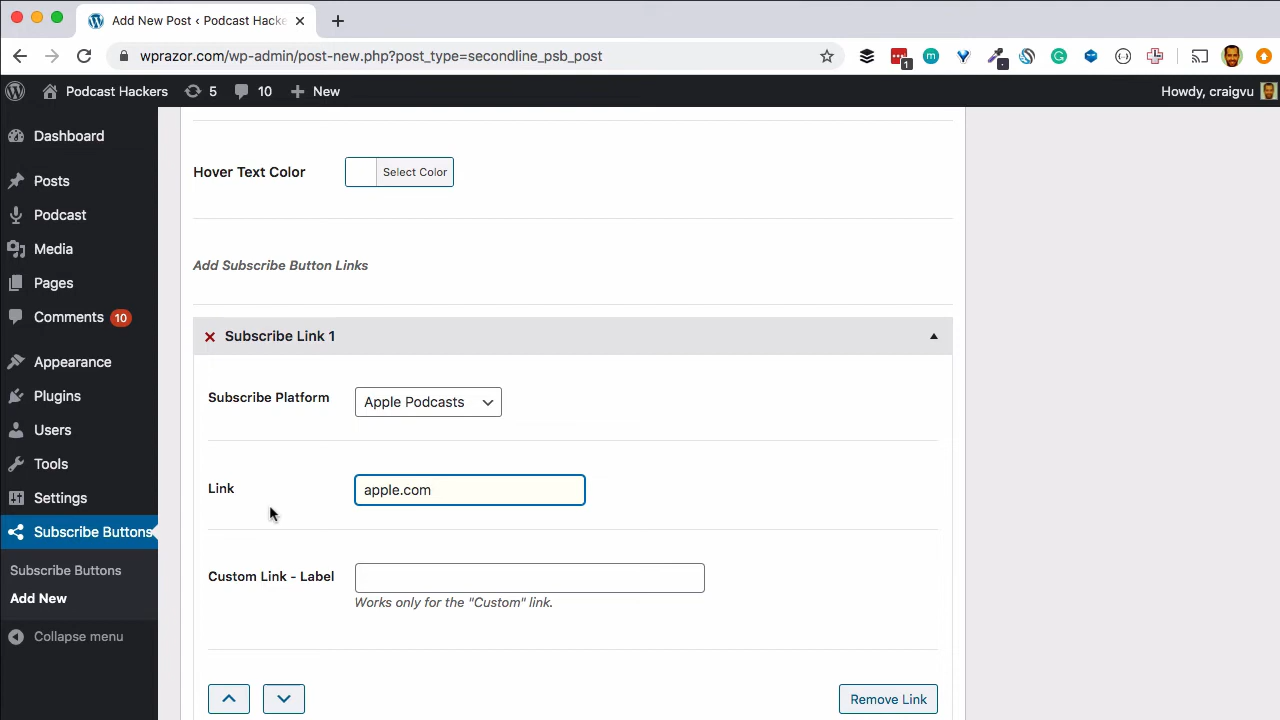 Add New Post ‹ Podcast Hacke
wprazor.com/wp-admin/post-new.php?post_type=secondline_psb_post
1
Podcast Hackers
5
10
New
Howdy, craigvu
Dashboard
Posts
Podcast
Media
Pages
Comments 10
Appearance
Plugins
Users
Tools
Settings
Subscribe Buttons
Subscribe Buttons
Add New
Collapse menu
Hover Text Color
Select Color
Add Subscribe Button Links
Subscribe Link 1
Subscribe Platform
Apple Podcasts
Link
apple.com
Custom Link - Label
Works only for the "Custom" link.
Remove Link